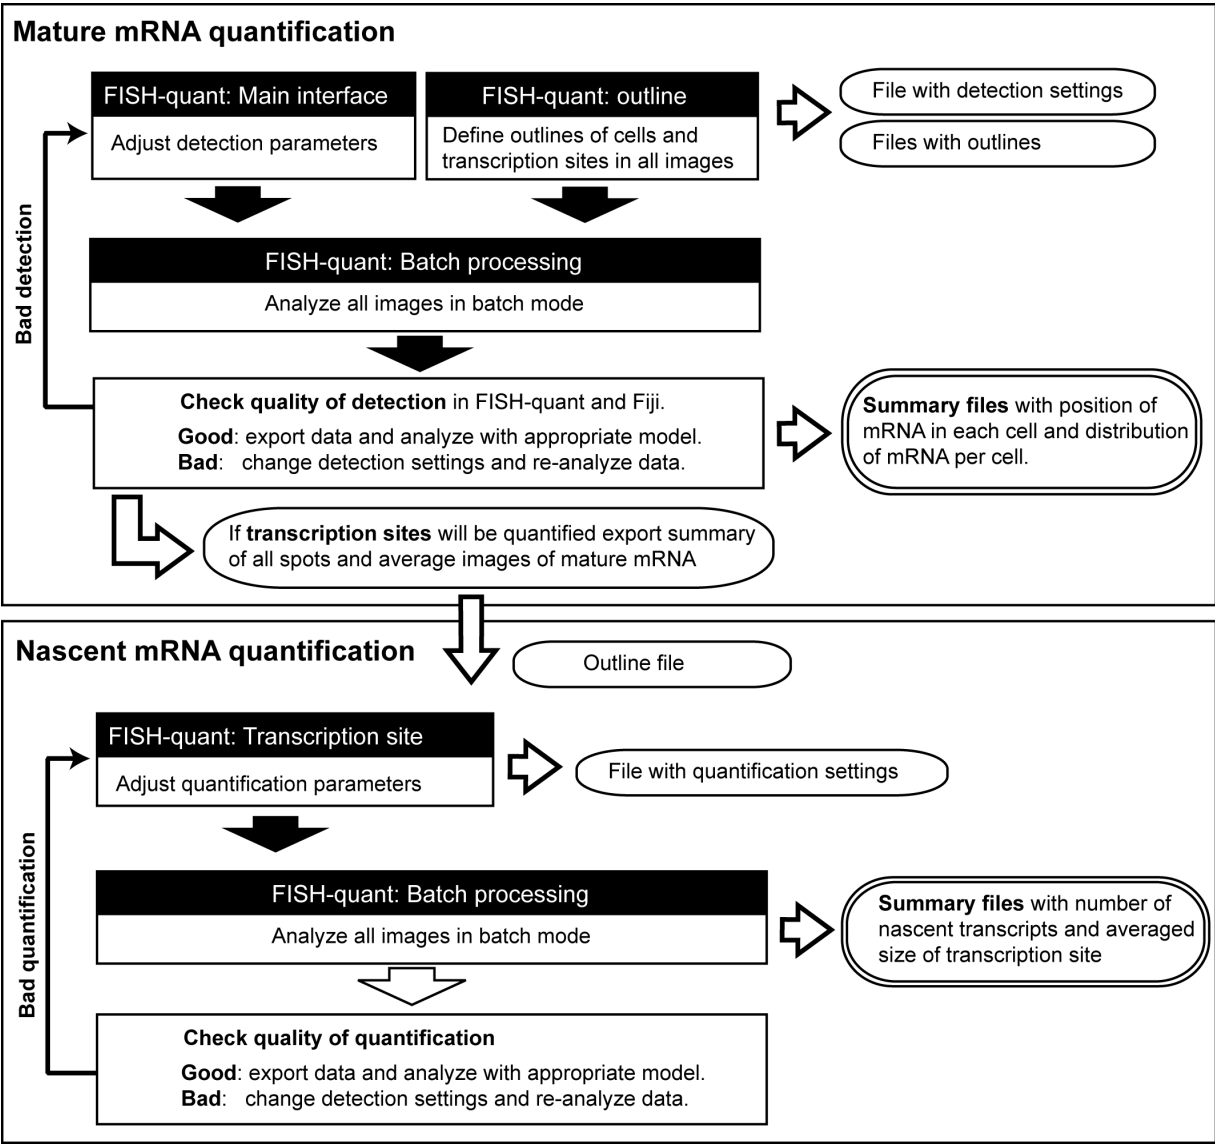 Mature mRNA quantification
FISH-quant: Main interface
Adjust detection parameters
FISH-quant: outline
Define outlines of cells and
transcription sites in all images
File with detection settings
Files with outlines
Bad detection
FISH-quant: Batch processing
Analyze all images in batch mode
Check quality of detection in FISH-quant and Fiji.
Good: export data and analyze with appropriate model.
Bad: change detection settings and re-analyze data.
Summary files with position of
mRNA in each cell and distribution
of mRNA per cell.
If transcription sites will be quantified export summary
of all spots and average images of mature mRNA
Nascent mRNA quantification
Outline file
FISH-quant: Transcription site
Adjust quantification parameters
File with quantification settings
Bad quantification
FISH-quant: Batch processing
Analyze all images in batch mode
Summary files with number of
nascent transcripts and averaged
size of transcription site
Check quality of quantification
Good: export data and analyze with appropriate model.
Bad: change detection settings and re-analyze data.